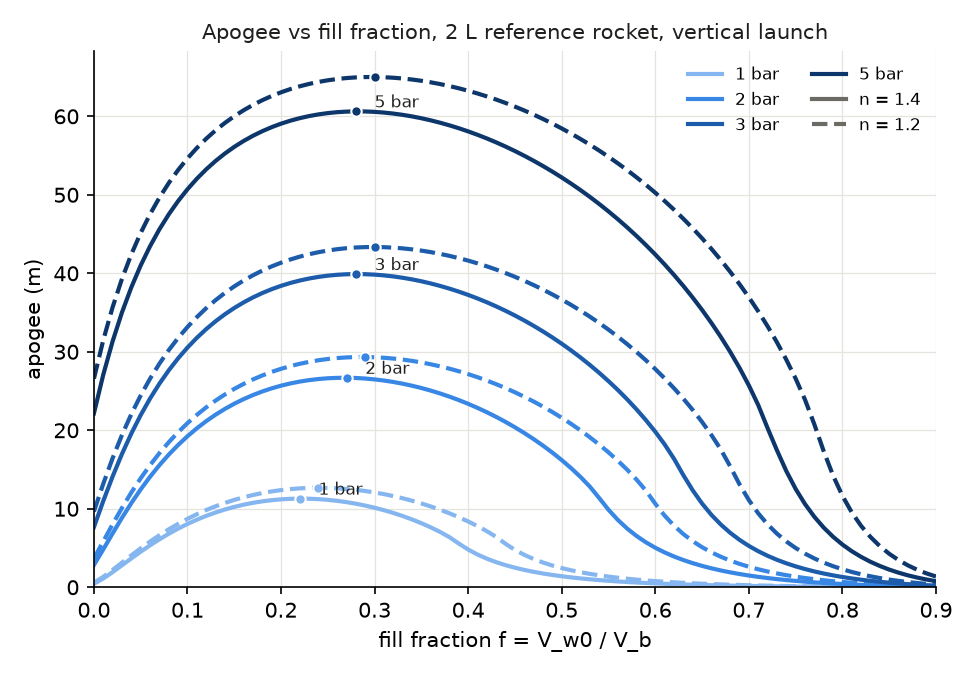 Apogee vs fill fraction, 2 L reference rocket, vertical launch
1 bar
2 bar
3 bar
5 bar
n = 1.4
n = 1.2
5 bar
3 bar
2 bar
1 bar
apogee (m)
60
50
40
30
20
10
0
0.0 0.1 0.2 0.3 0.4 0.5 0.6 0.7 0.8 0.9
fill fraction f = V_w0 / V_b